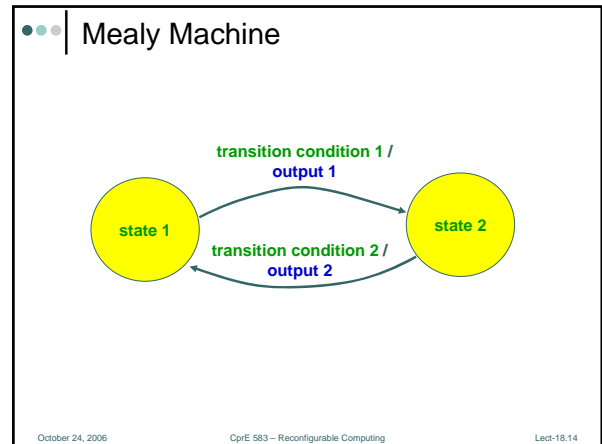 Mealy Machine
transition condition 1 /
output 1
state 1
state 2
transition condition 2 /
output 2
October 24, 2006
CprE 583 – Reconfigurable Computing
Lect-18.14